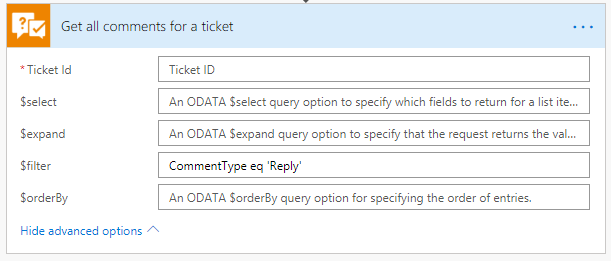 Get all comments for a ticket
* Ticket Id Ticket ID
$select An ODATA $select query option to specify which fields to return for a list ite...
$expand An ODATA $expand query option to specify that the request returns the val...
$filter CommentType eq 'Reply'
$orderBy An ODATA $orderBy query option for specifying the order of entries.
Hide advanced options